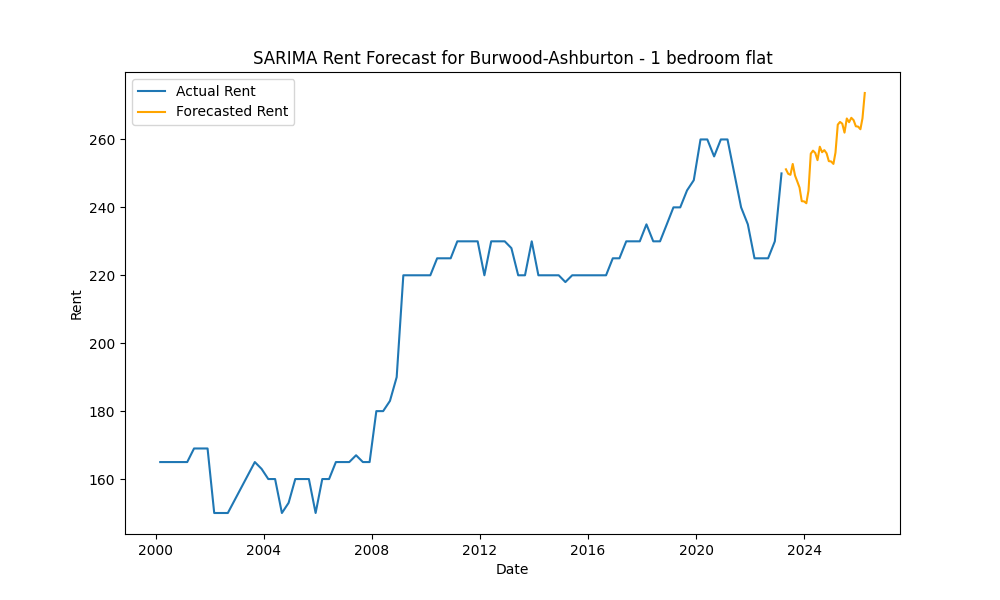 SARIMA Rent Forecast for Burwood-Ashburton - 1 bedroom flat
Actual Rent
Forecasted Rent
260
240
220
200
180
160
Rent
2000 2004 2008 2012 2016 2020 2024
Date